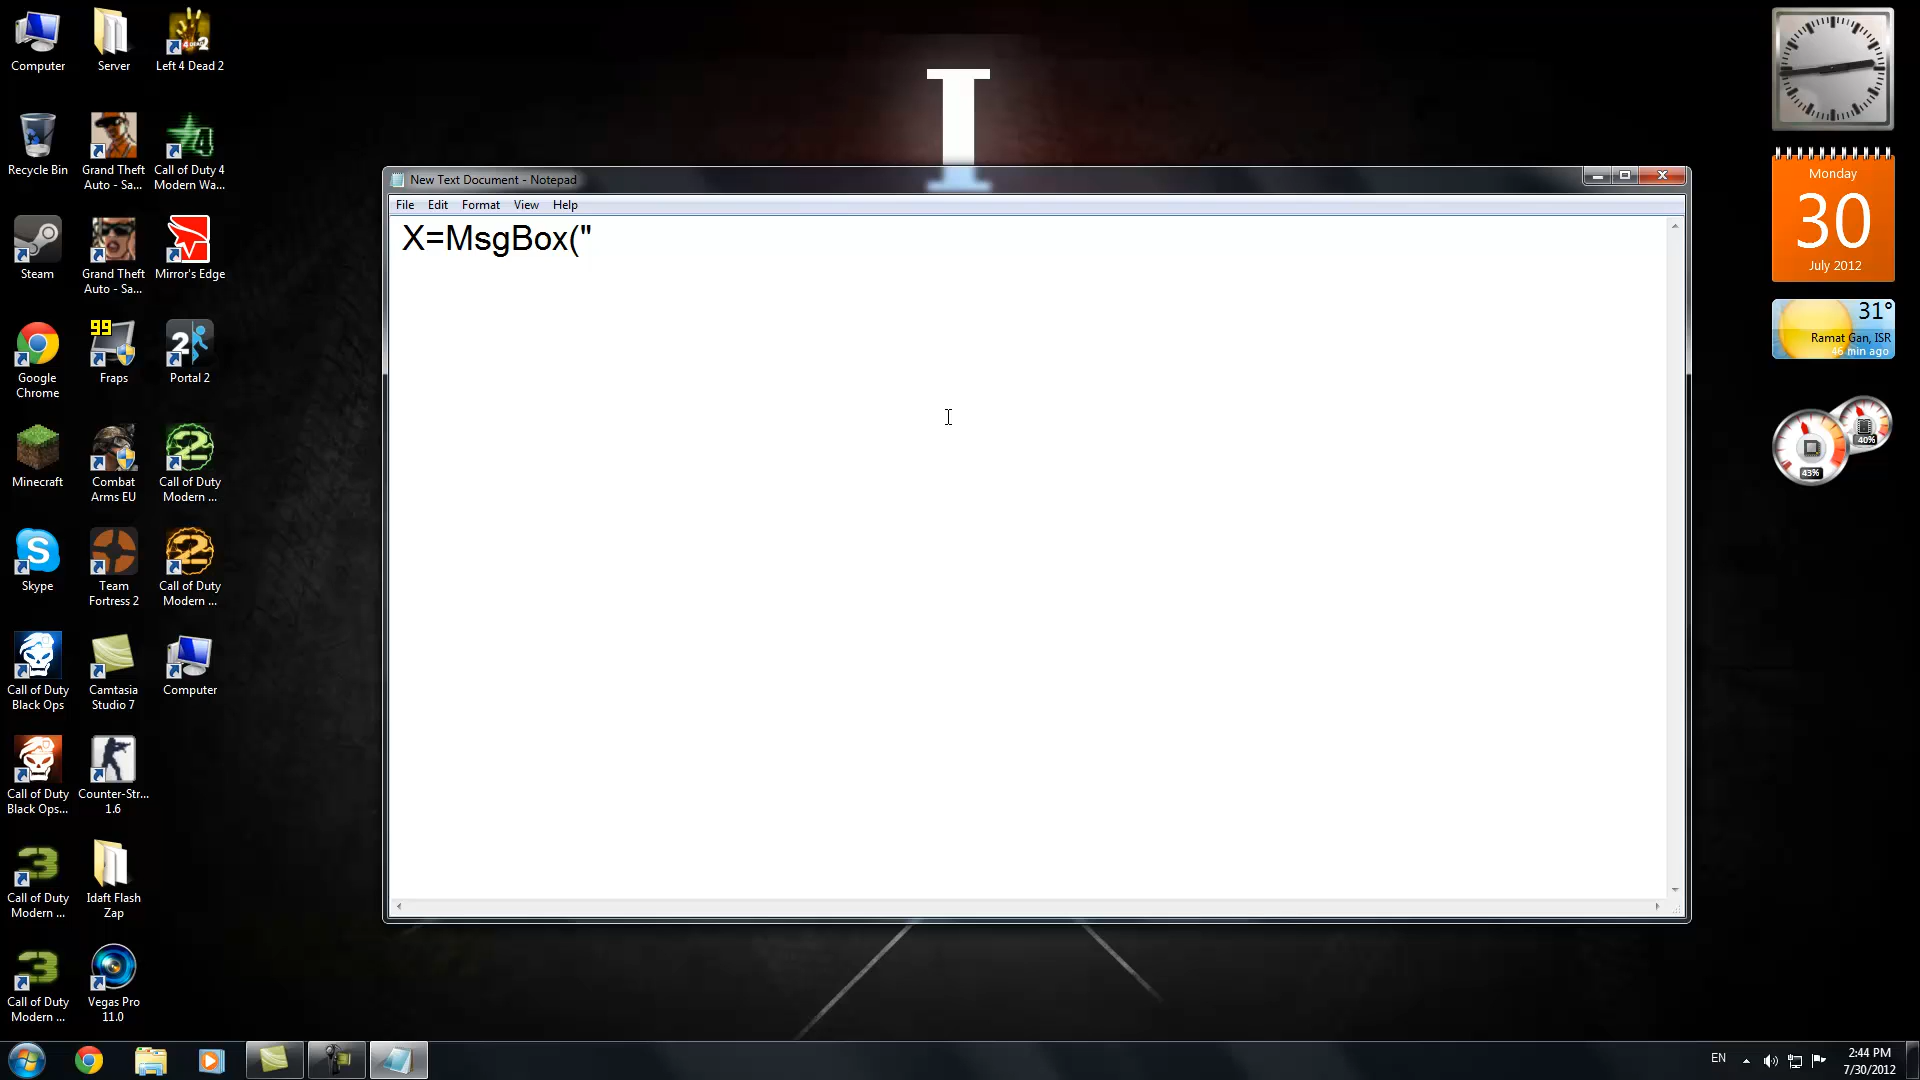 Computer
Server
Left 4 Dead 2
Recycle Bin
Grand Theft
Auto - Sa...
Call of Duty 4
Modern Wa...
Steam
Grand Theft
Auto - Sa...
Mirror's Edge
Google
Chrome
99
Fraps
2
Portal 2
Minecraft
Combat
Arms EU
Call of Duty
Modern ...
Skype
Team
Fortress 2
Call of Duty
Modern ...
Call of Duty
Black Ops
Camtasia
Studio 7
Computer
Call of Duty
Black Ops...
Counter-Str...
1.6
Call of Duty
Modern ...
Idaft Flash
Zap
Call of Duty
Modern ...
Vegas Pro
11.0
I
New Text Document - Notepad
File Edit Format View Help
X=MsgBox("
Monday
30
July 2012
31°
Ramat Gan, ISR
46 min ago
40%
43%
EN
2:44 PM
7/30/2012